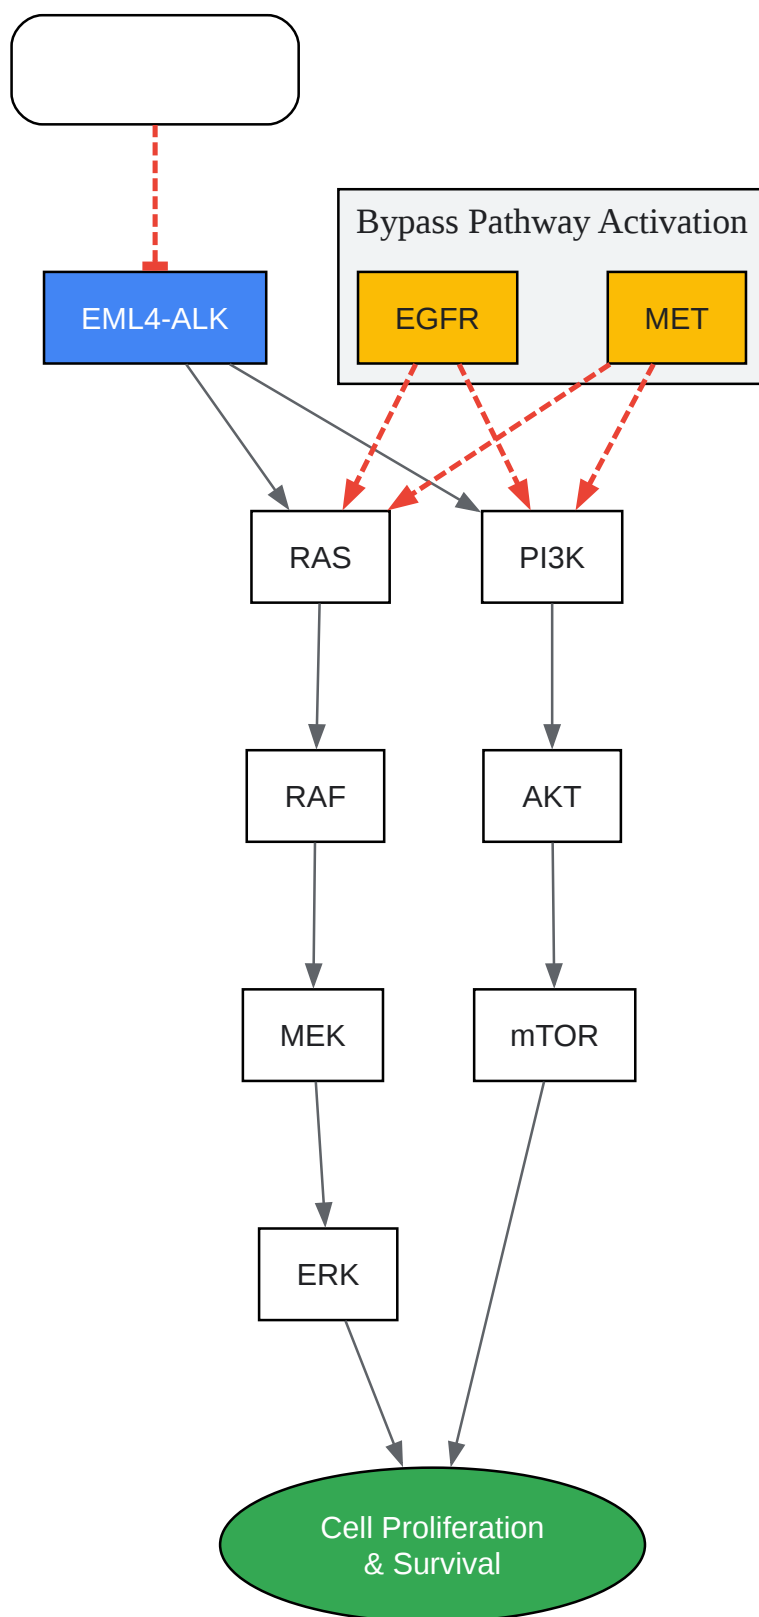 Bypass Pathway Activation
EML4-ALK
EGFR
MET
RAS
PI3K
RAF
AKT
MEK
mTOR
ERK
Cell Proliferation
& Survival